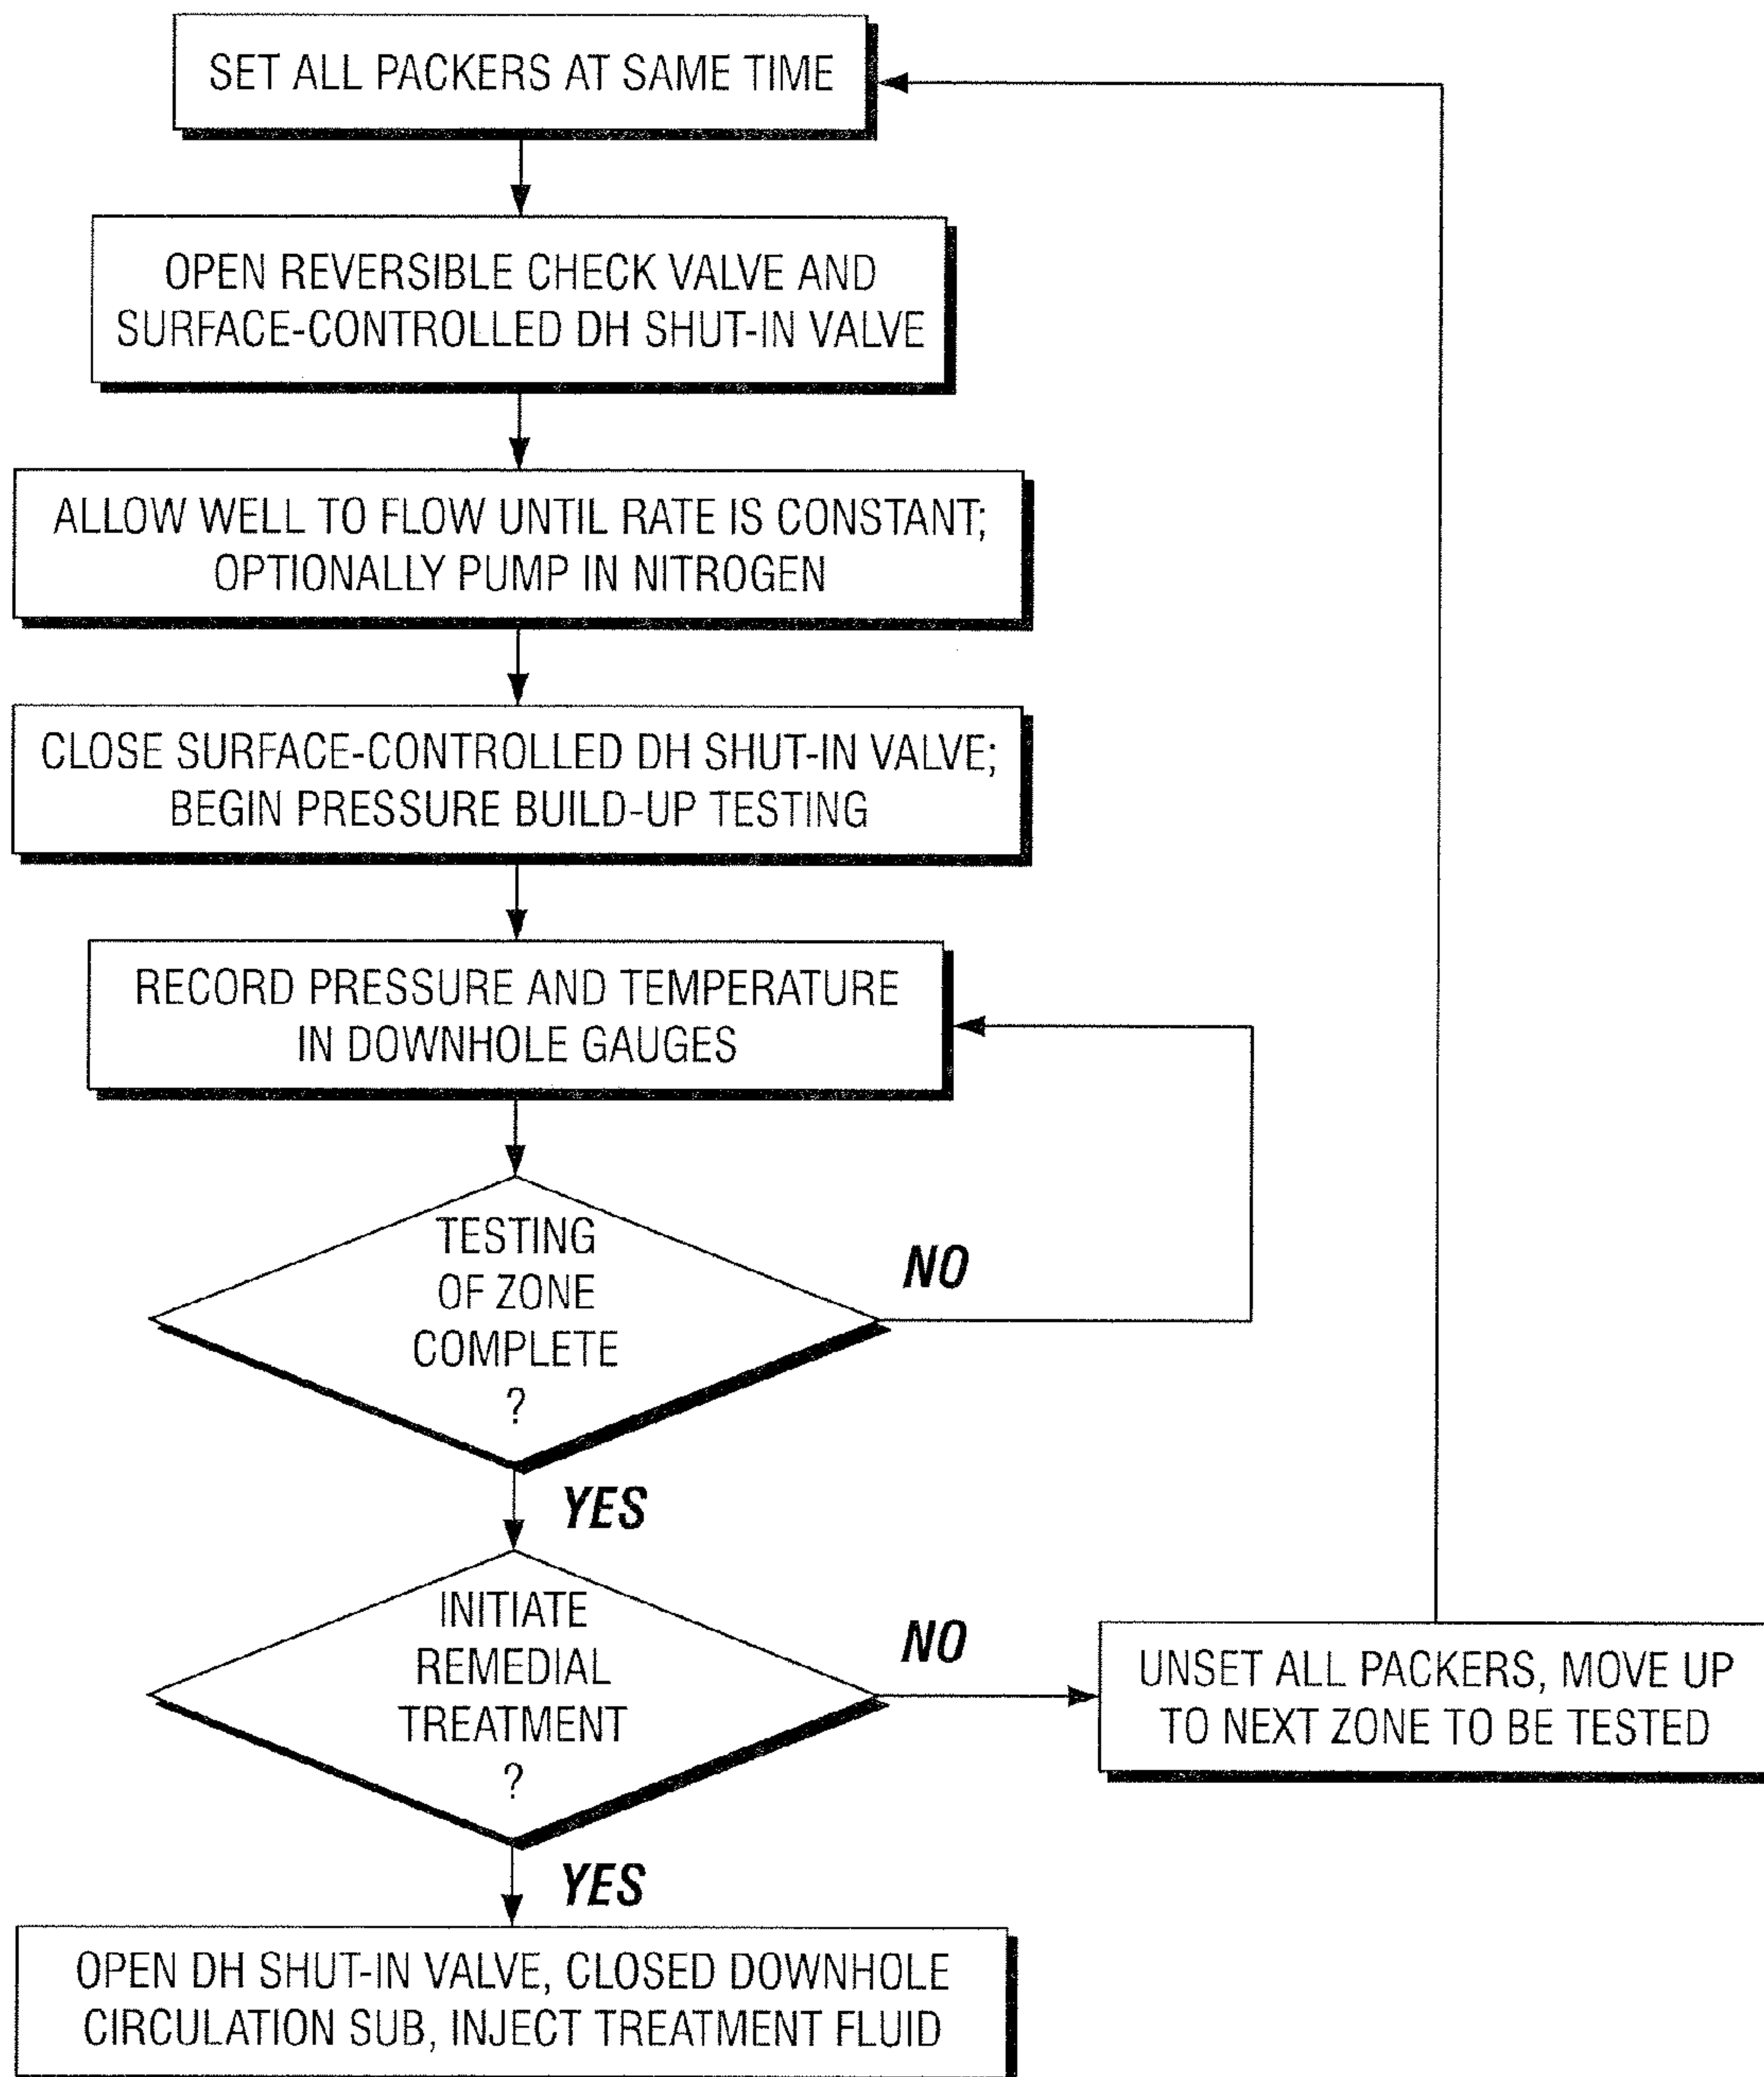 SET ALL PACKERS AT SAME TIME
OPEN REVERSIBLE CHECK VALVE AND
SURFACE-CONTROLLED DH SHUT-IN VALVE
ALLOW WELL TO FLOW UNTIL RATE IS CONSTANT;
OPTIONALLY PUMP IN NITROGEN
CLOSE SURFACE-CONTROLLED DH SHUT-IN VALVE;
BEGIN PRESSURE BUILD-UP TESTING
RECORD PRESSURE AND TEMPERATURE
IN DOWNHOLE GAUGES
TESTING
OF ZONE
COMPLETE
?
NO
YES
INITIATE
REMEDIAL
TREATMENT
?
NO
UNSET ALL PACKERS, MOVE UP
TO NEXT ZONE TO BE TESTED
YES
OPEN DH SHUT-IN VALVE, CLOSED DOWNHOLE
CIRCULATION SUB, INJECT TREATMENT FLUID